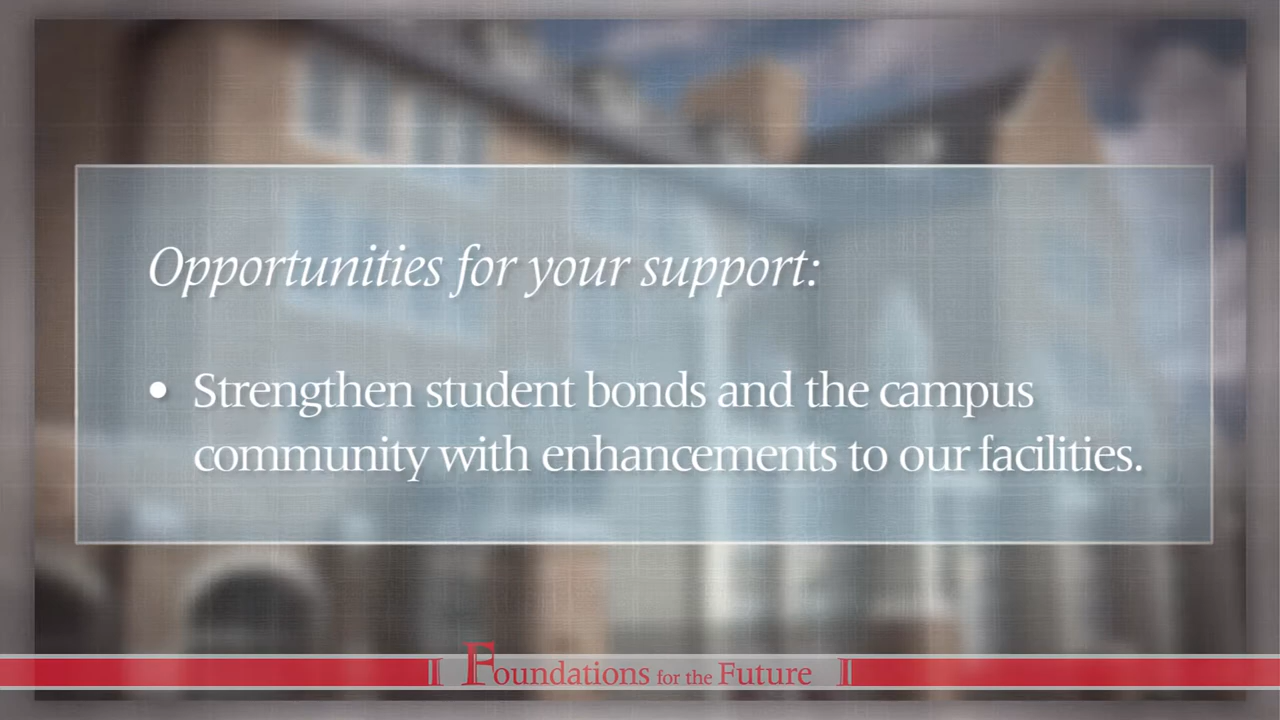 Opportunities for your support:
• Strengthen student bonds and the campus
community with enhancements to our facilities.
Foundations for the Future